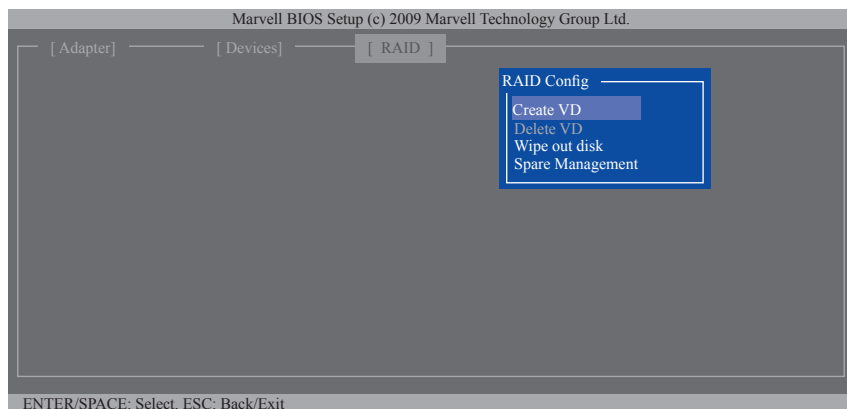 Marvell BIOS Setup (c) 2009 Marvell Technology Group Ltd.
[ Adapter] [ Devices] [ RAID ]
RAID Config
Create VD
Delete VD
Wipe out disk
Spare Management
ENTER/SPACE: Select, ESC: Back/Exit